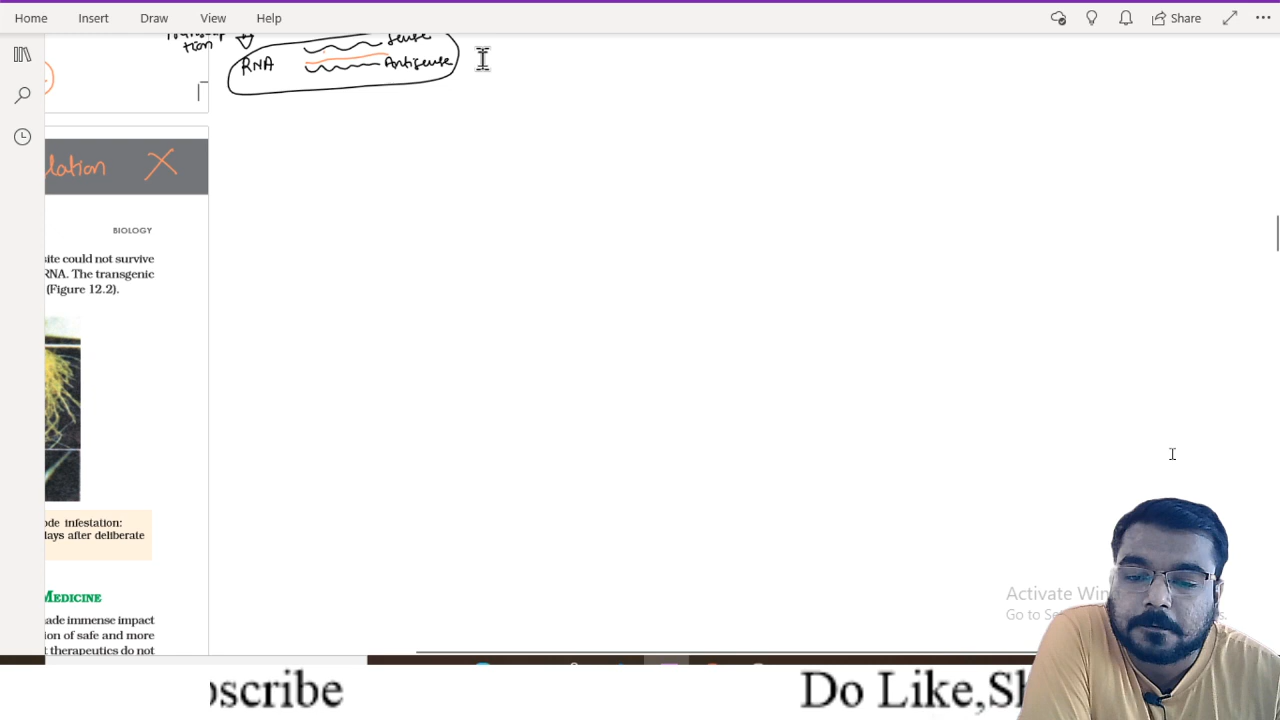 Home Insert Draw View Help Share
tion
Sense
RNA Antisense
lation X
BIOLOGY
site could not survive
RNA. The transgenic
(Figure 12.2).
ode infestation:
lays after deliberate
MEDICINE
ade immense impact
ion of safe and more
t therapeutics do not
Activate Win
Go to Se
oscribe Do Like,Sh